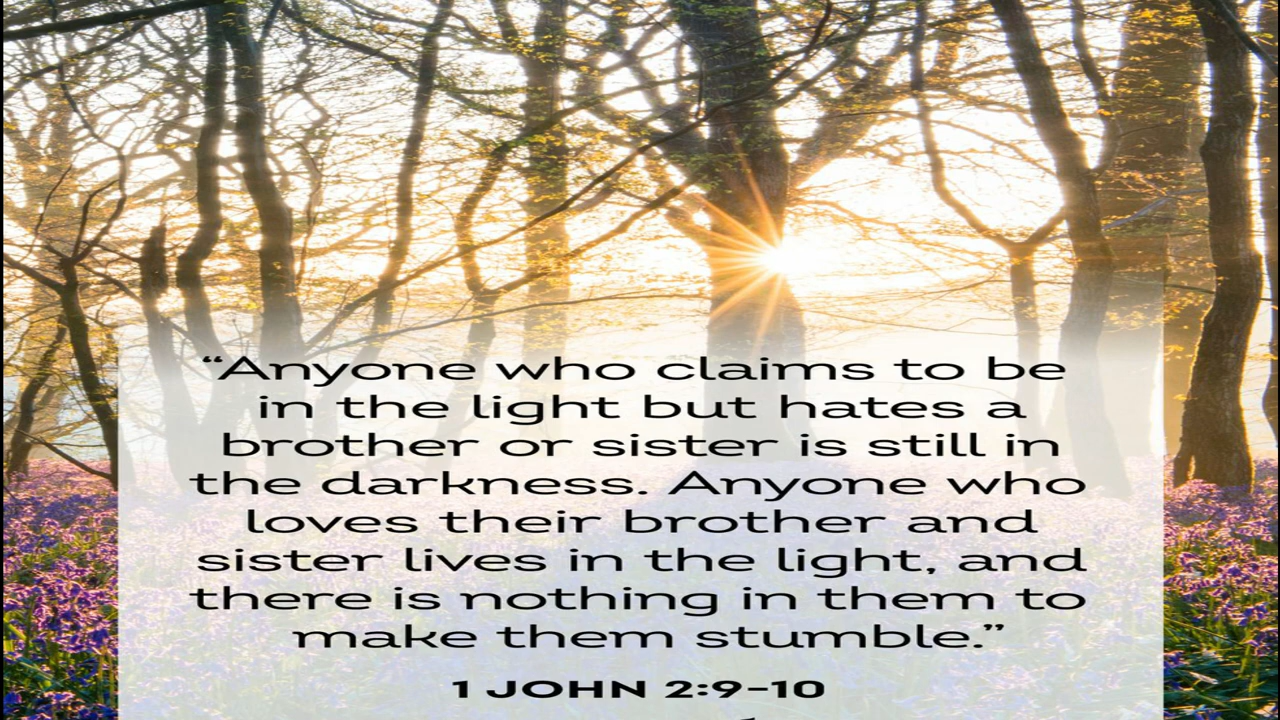 “Anyone who claims to be
in the light but hates a
brother or sister is still in
the darkness. Anyone who
loves their brother and
sister lives in the light, and
there is nothing in them to
make them stumble.”
1 JOHN 2:9-10